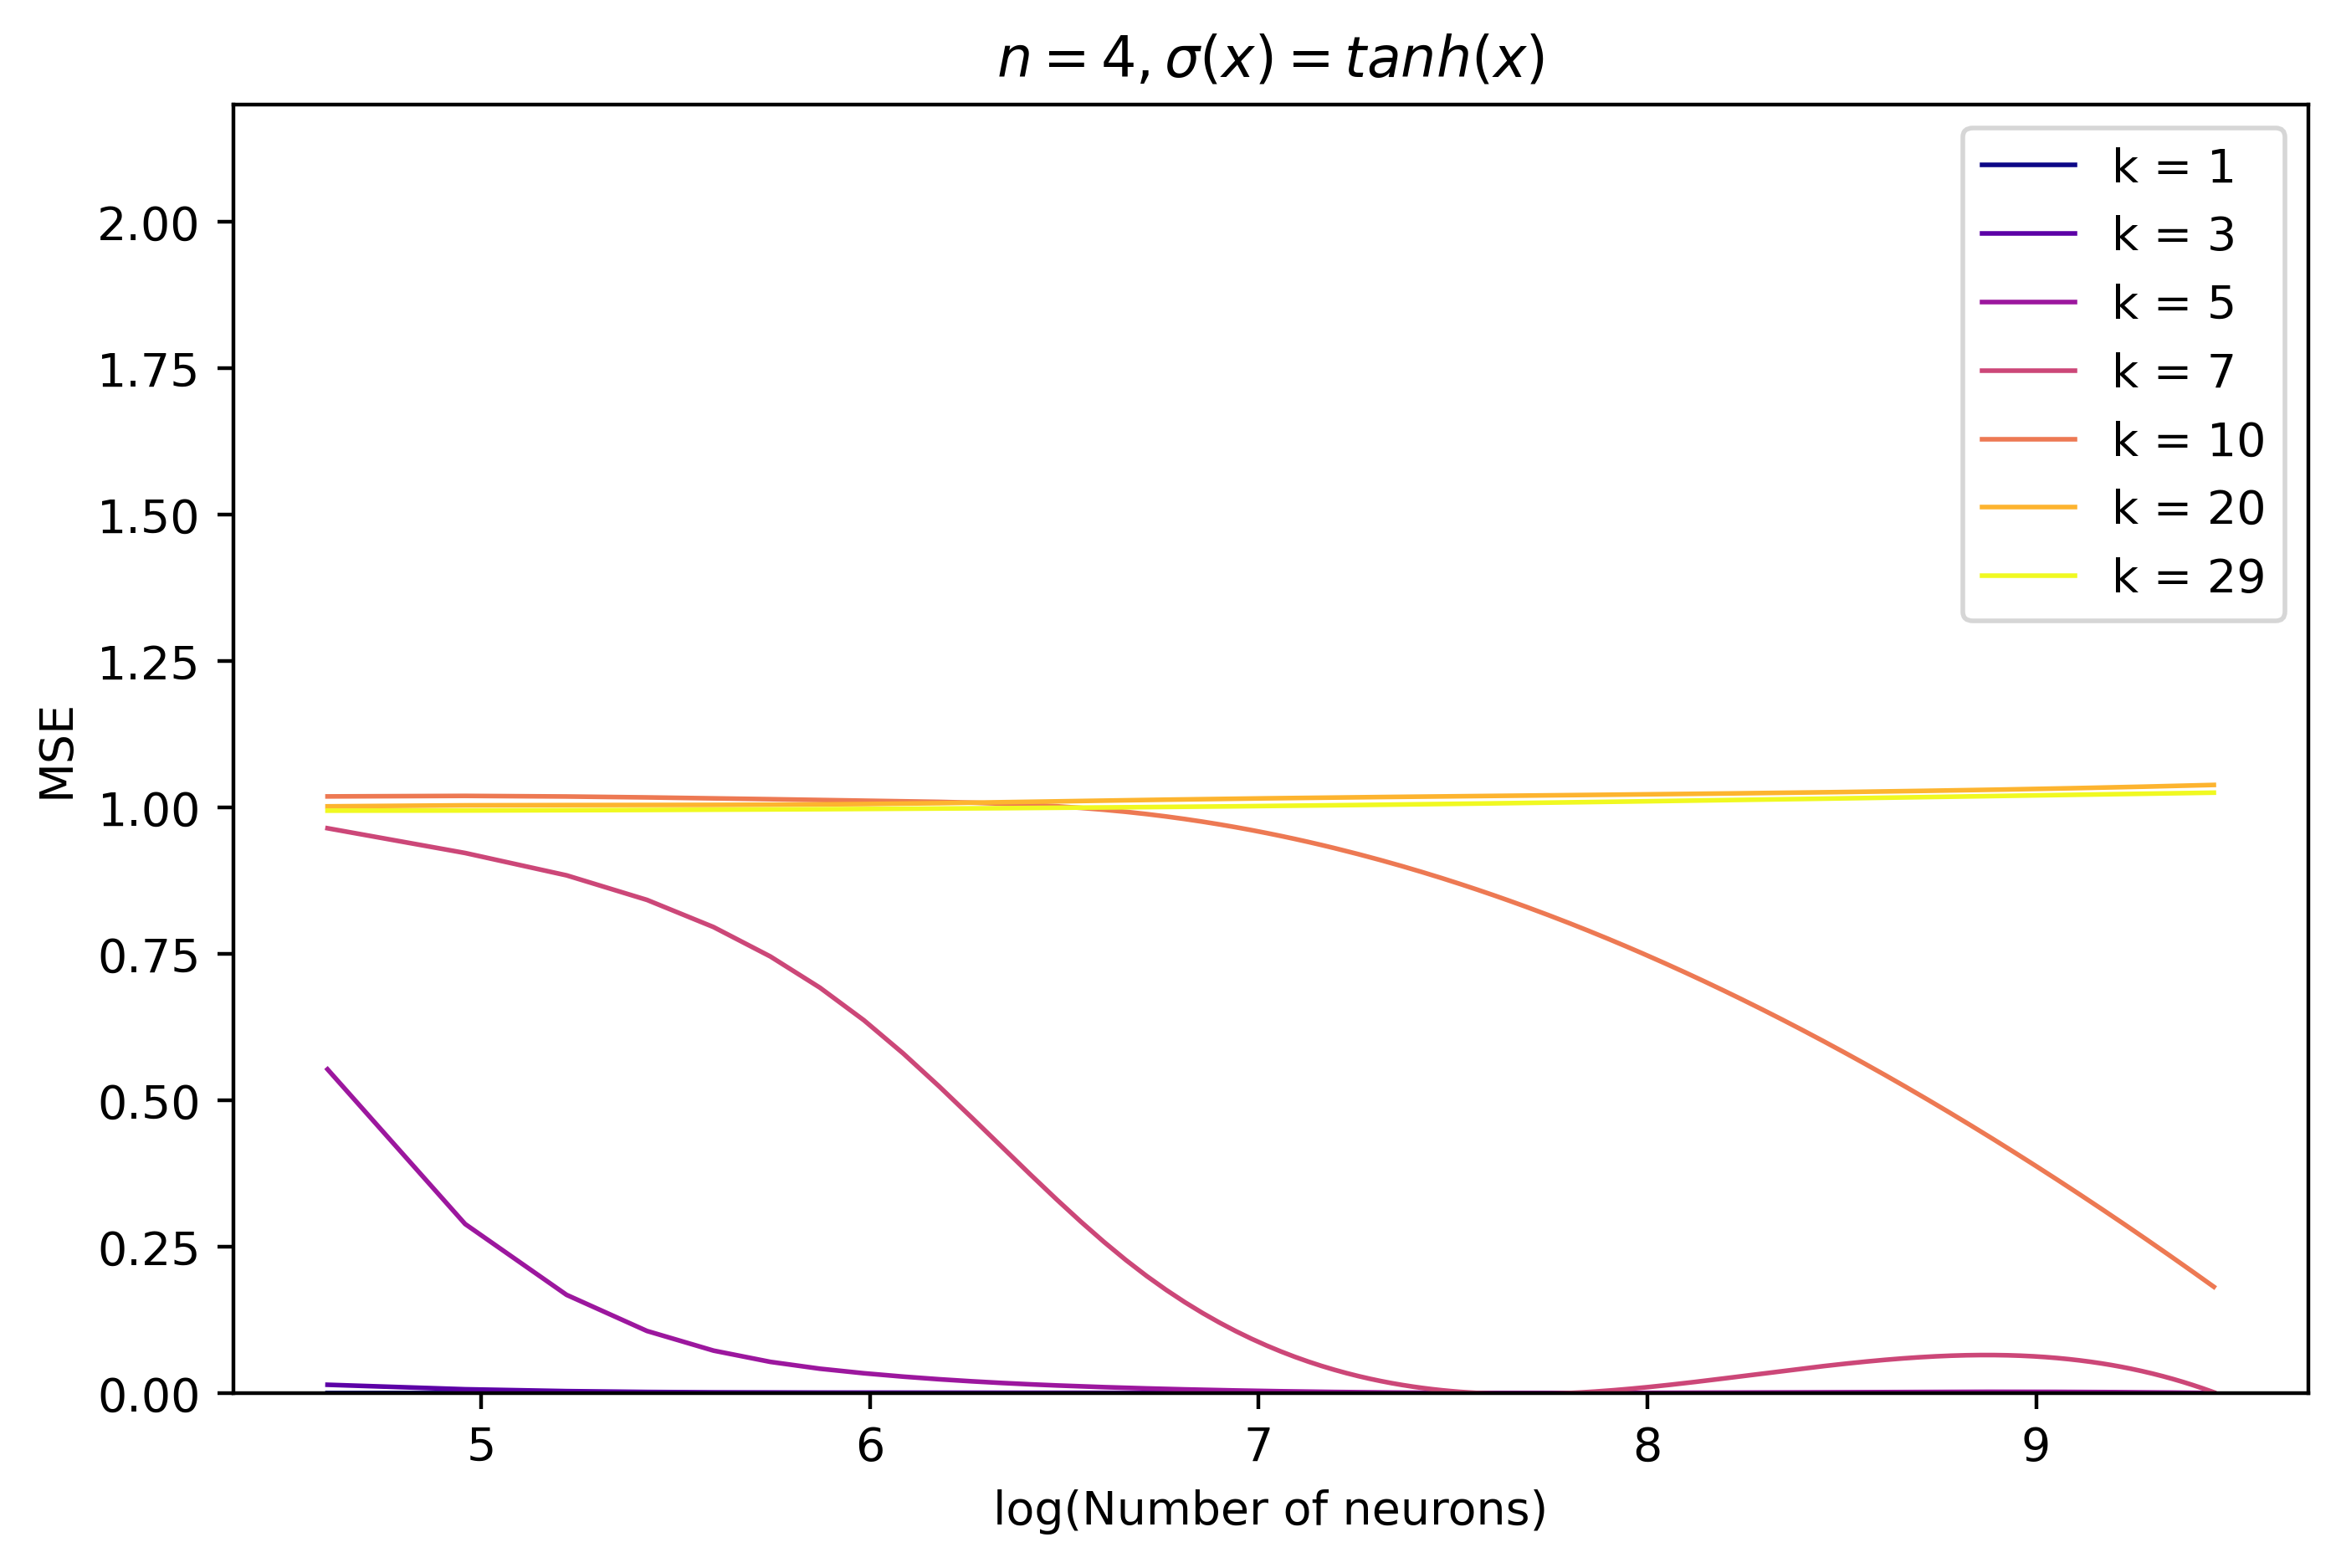 n = 4, σ(x) = tanh(x)
k = 1
k = 3
k = 5
k = 7
k = 10
k = 20
k = 29
2.00
1.75
1.50
1.25
1.00
0.75
0.50
0.25
0.00
MSE
5 6 7 8 9
log(Number of neurons)